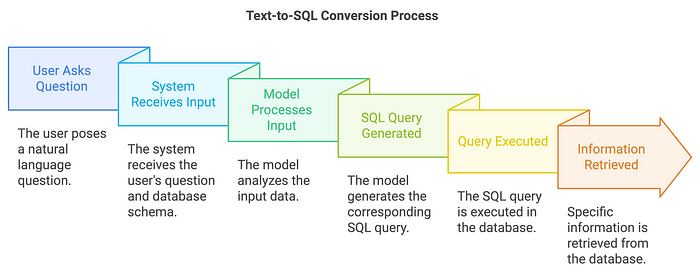 Text-to-SQL Conversion Process
User Asks
Question
The user poses
a natural
language
question.
System
Receives Input
The system
receives the
user's question
and database
schema.
Model
Processes
Input
The model
analyzes the
input data.
SQL Query
Generated
The model
generates the
corresponding
SQL query.
Query Executed
The SQL query
is executed in
the database.
Information
Retrieved
Specific
information is
retrieved from
the database.